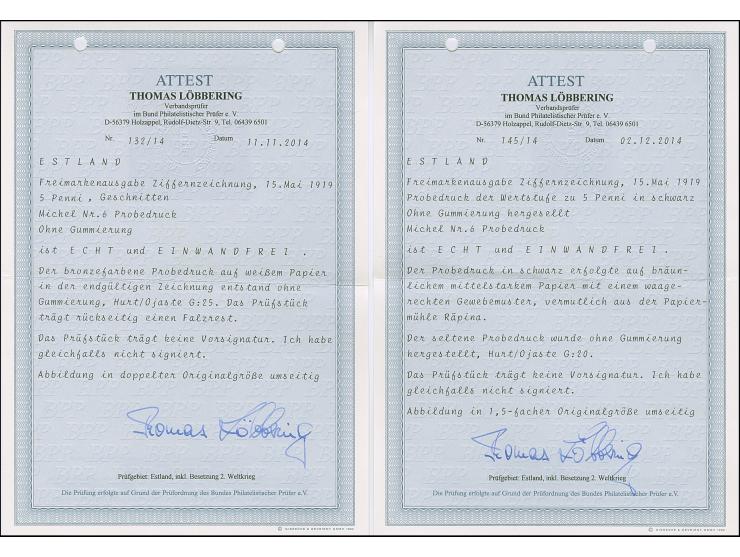 ATTEST
THOMAS LÖBBERING
Verbandsprüfer
im Bund Philatelistischer Prüfer e. V.
D-56379 Holzappel, Rudolf-Dietz-Str. 9, Tel. 06439 6501
Nr. 132/14 Datum 11.11.2014
ESTLAND
Freimarkenausgabe Ziffernzeichnung, 15.Mai 1919
5 Penni, Geschnitten
Michel Nr.6 Probedruck
Ohne Gummierung
ist ECHT und EINWANDFREI.
Der bronzefarbene Probedruck auf weißem Papier
in der endgültigen Zeichnung entstand ohne
Gummierung, Hurt/Ojaste G:25. Das Prüfstück
trägt rückseitig einen Falzrest.
Das Prüfstück trägt keine Vorsignatur. Ich habe
gleichfalls nicht signiert.
Abbildung in doppelter Originalgröße umseitig
Thomas Löbbering
Prüfgebiet: Estland, inkl. Besetzung 2. Weltkrieg
Die Prüfung erfolgte auf Grund der Prüfordnung des Bundes Philatelistischer Prüfer e.V.
ATTEST
THOMAS LÖBBERING
Verbandsprüfer
im Bund Philatelistischer Prüfer e. V.
D-56379 Holzappel, Rudolf-Dietz-Str. 9, Tel. 06439 6501
Nr. 145/14 Datum 02.12.2014
ESTLAND
Freimarkenausgabe Ziffernzeichnung, 15.Mai 1919
Probedruck der Wertstufe zu 5 Penni in schwarz
Ohne Gummierung hergesellt
Michel Nr.6 Probedruck
ist ECHT und EINWANDFREI.
Der Probedruck in schwarz erfolgte auf bräun-
lichem mittelstarkem Papier mit einem waage-
rechten Gewebemuster, vermutlich aus der Papier-
mühle Räpina.
Der seltene Probedruck wurde ohne Gummierung
hergestellt, Hurt/Ojaste G:20.
Das Prüfstück trägt keine Vorsignatur. Ich habe
gleichfalls nicht signiert.
Abbildung in 1,5-facher Originalgröße umseitig
Thomas Löbbering
Prüfgebiet: Estland, inkl. Besetzung 2. Weltkrieg
Die Prüfung erfolgte auf Grund der Prüfordnung des Bundes Philatelistischer Prüfer e.V.